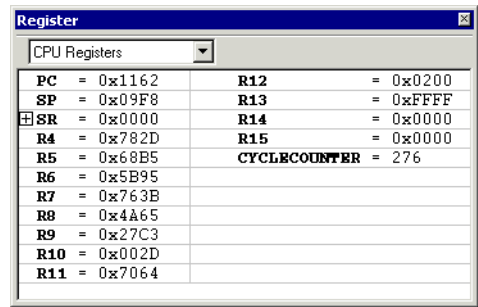 Register
CPU Registers
PC = 0x1162 R12 = 0x0200
SP = 0x09F8 R13 = 0xFFFF
SR = 0x0000 R14 = 0x0000
R4 = 0x782D R15 = 0x0000
R5 = 0x68B5 CYCLECOUNTER = 276
R6 = 0x5B95
R7 = 0x763B
R8 = 0x4A65
R9 = 0x27C3
R10 = 0x002D
R11 = 0x7064